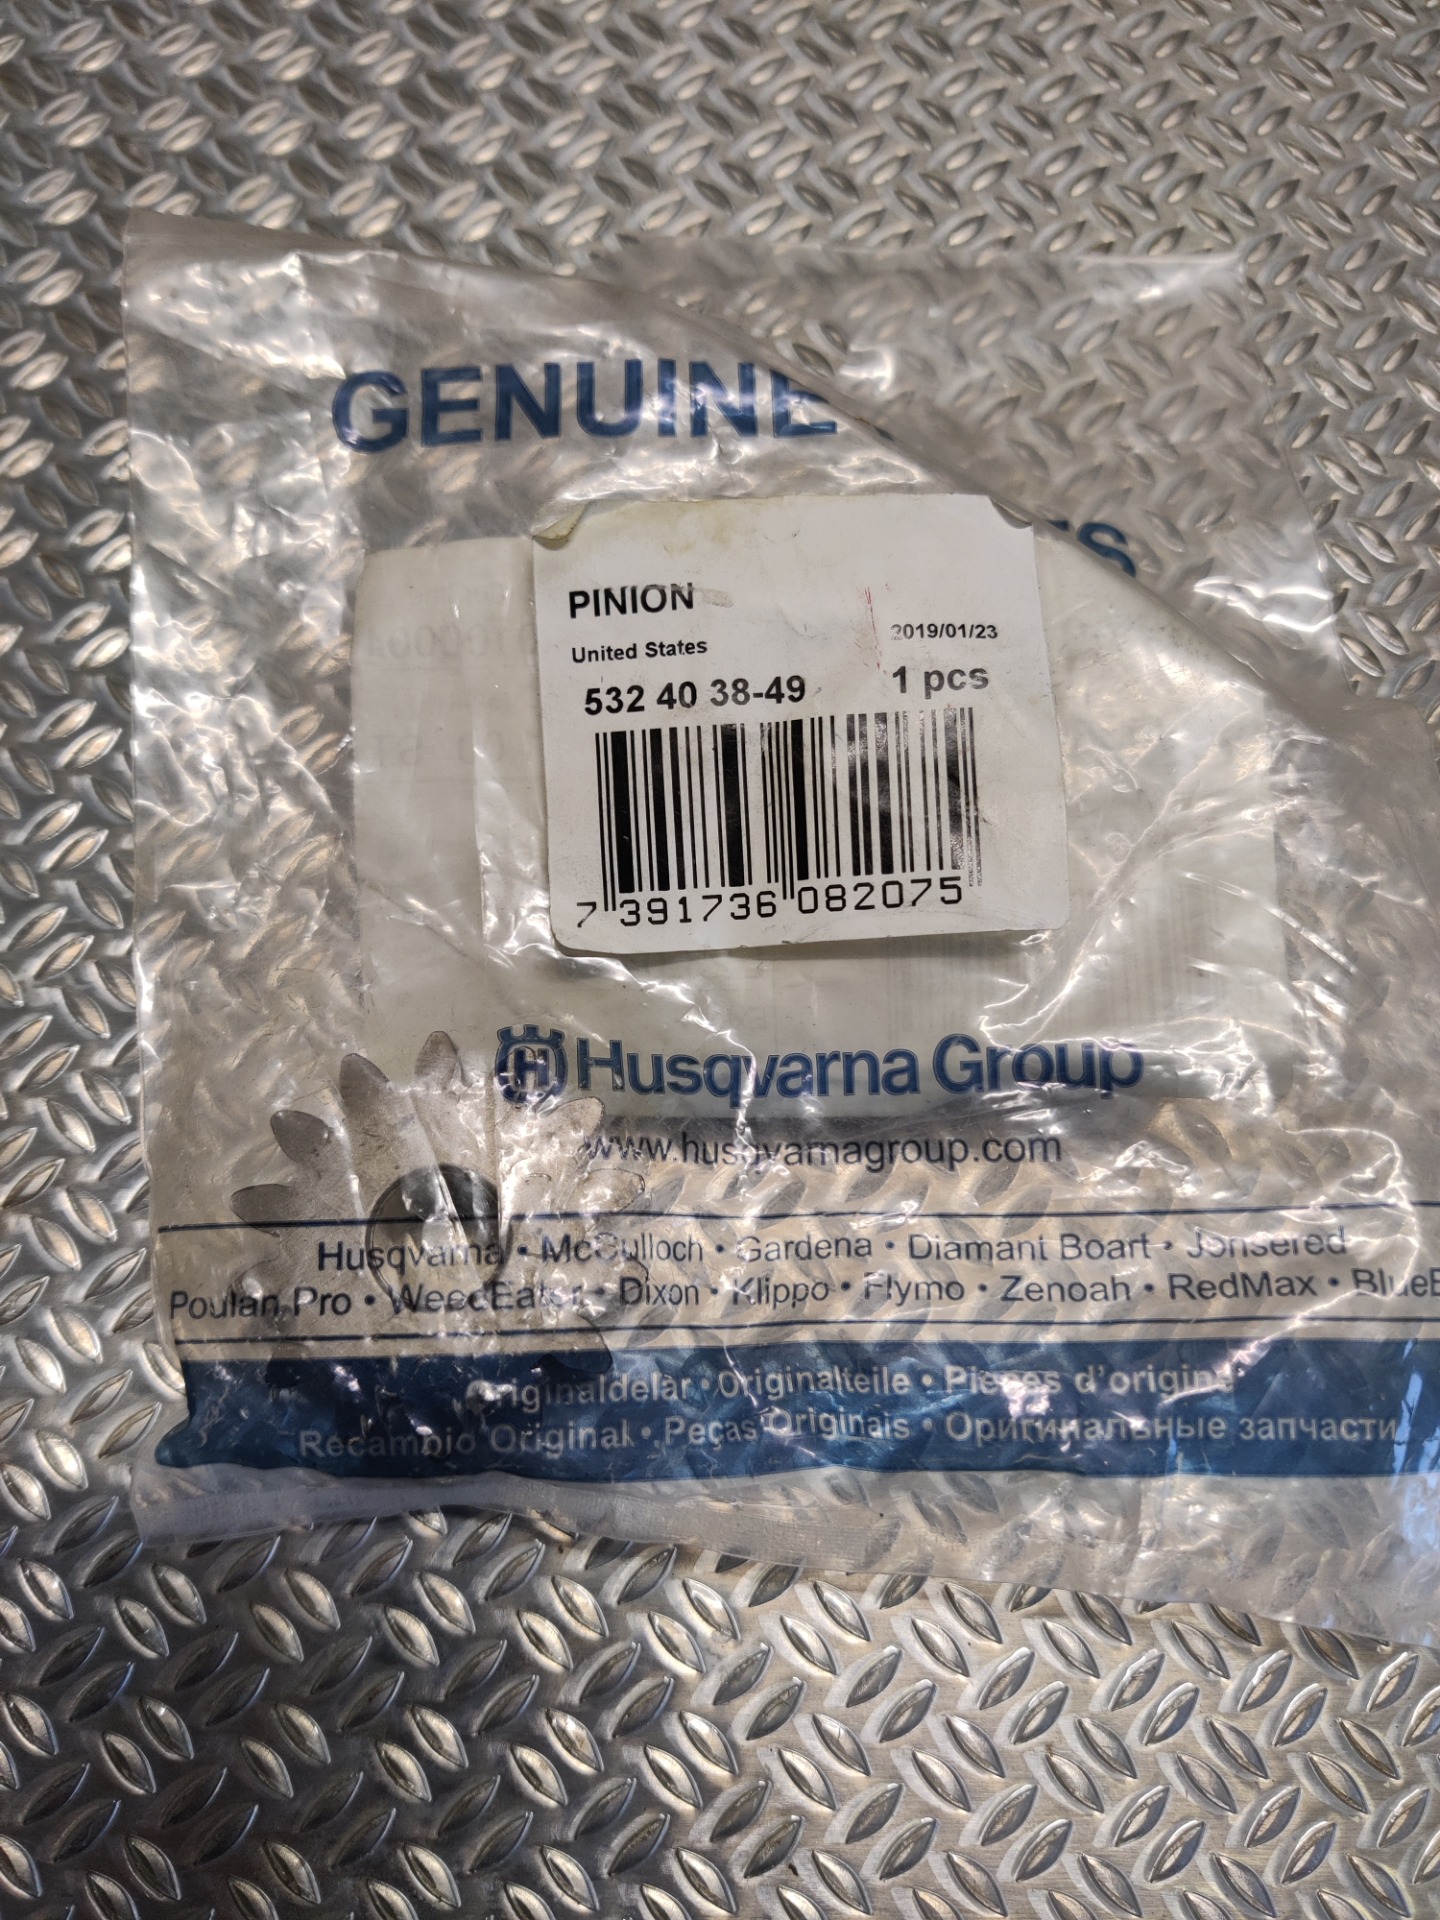 GENUINE
PINION
United States
2019/01/23
532 40 38-49
1 pcs
7 391736 082075
H Husqvarna Group
www.husqvarnagroup.com
Husqvarna • McCulloch • Gardena • Diamant Boart • Jonsered
Poulan Pro • WeedEater • Dixon • Klippo • Flymo • Zenoah • RedMax •
Originaldelar • Originalteile • Pièces d'origine
Recambio Original • Peças Originais • Оригинальные запчасти